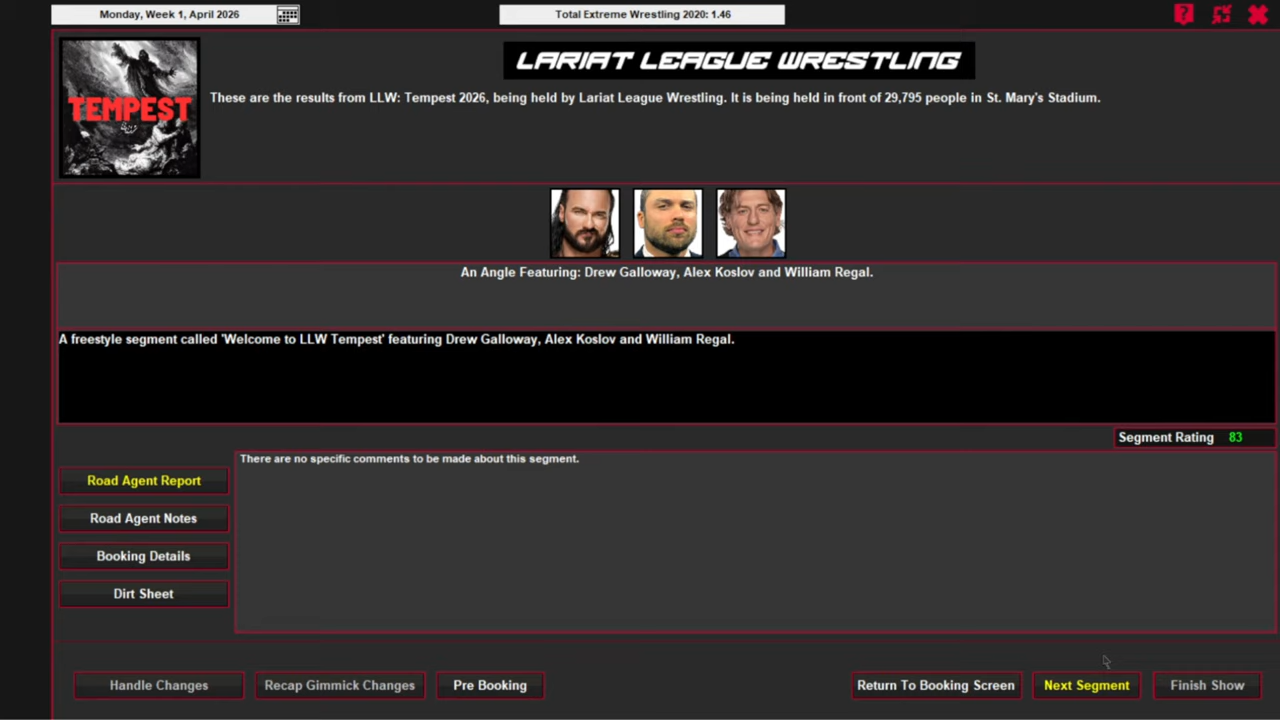 Monday, Week 1, April 2026
Total Extreme Wrestling 2020: 1.46
?
LARIAT LEAGUE WRESTLING
TEMPEST
These are the results from LLW: Tempest 2026, being held by Lariat League Wrestling. It is being held in front of 29,795 people in St. Mary's Stadium.
An Angle Featuring: Drew Galloway, Alex Koslov and William Regal.
A freestyle segment called 'Welcome to LLW Tempest' featuring Drew Galloway, Alex Koslov and William Regal.
Segment Rating 83
There are no specific comments to be made about this segment.
Road Agent Report
Road Agent Notes
Booking Details
Dirt Sheet
Handle Changes
Recap Gimmick Changes
Pre Booking
Return To Booking Screen
Next Segment
Finish Show